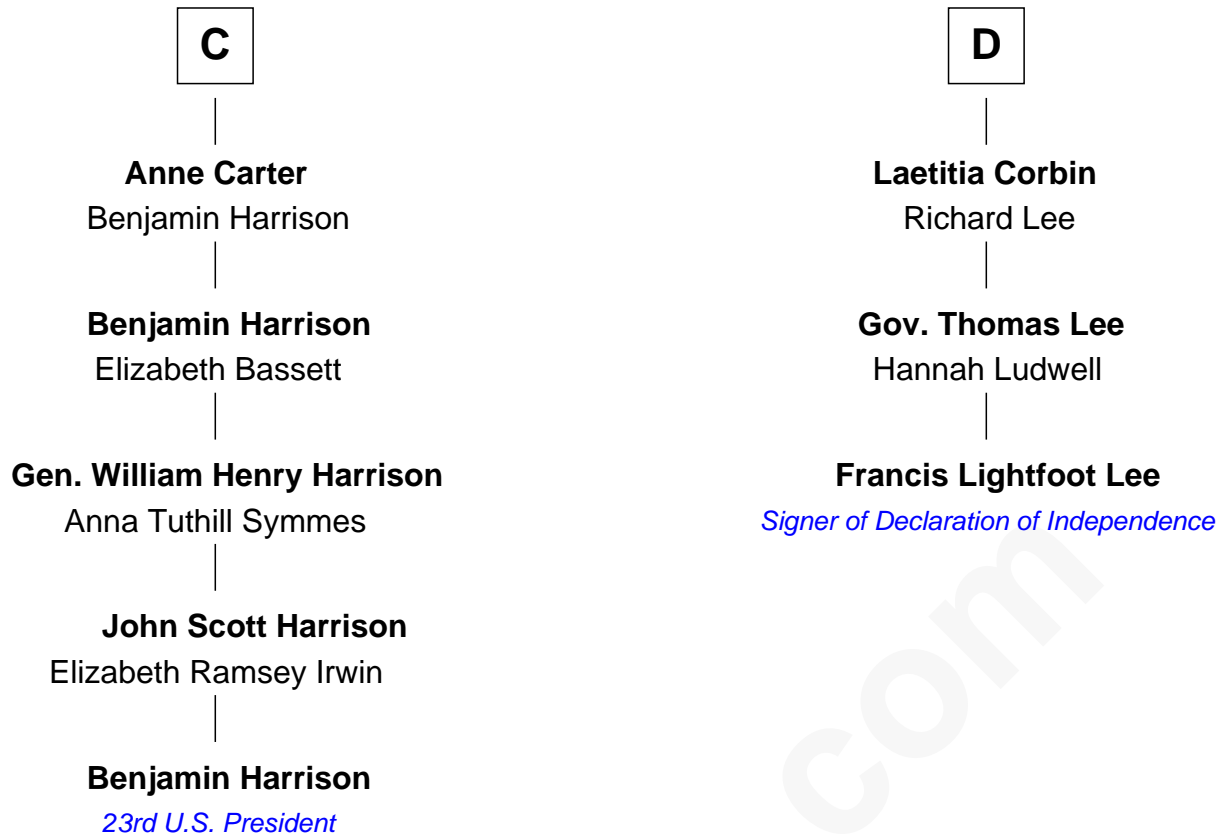 C
Anne Carter
Benjamin Harrison
Benjamin Harrison
Elizabeth Bassett
Gen. William Henry Harrison
Anna Tuthill Symmes
John Scott Harrison
Elizabeth Ramsey Irwin
Benjamin Harrison
23rd U.S. President
D
Laetitia Corbin
Richard Lee
Gov. Thomas Lee
Hannah Ludwell
Francis Lightfoot Lee
Signer of Declaration of Independence
com